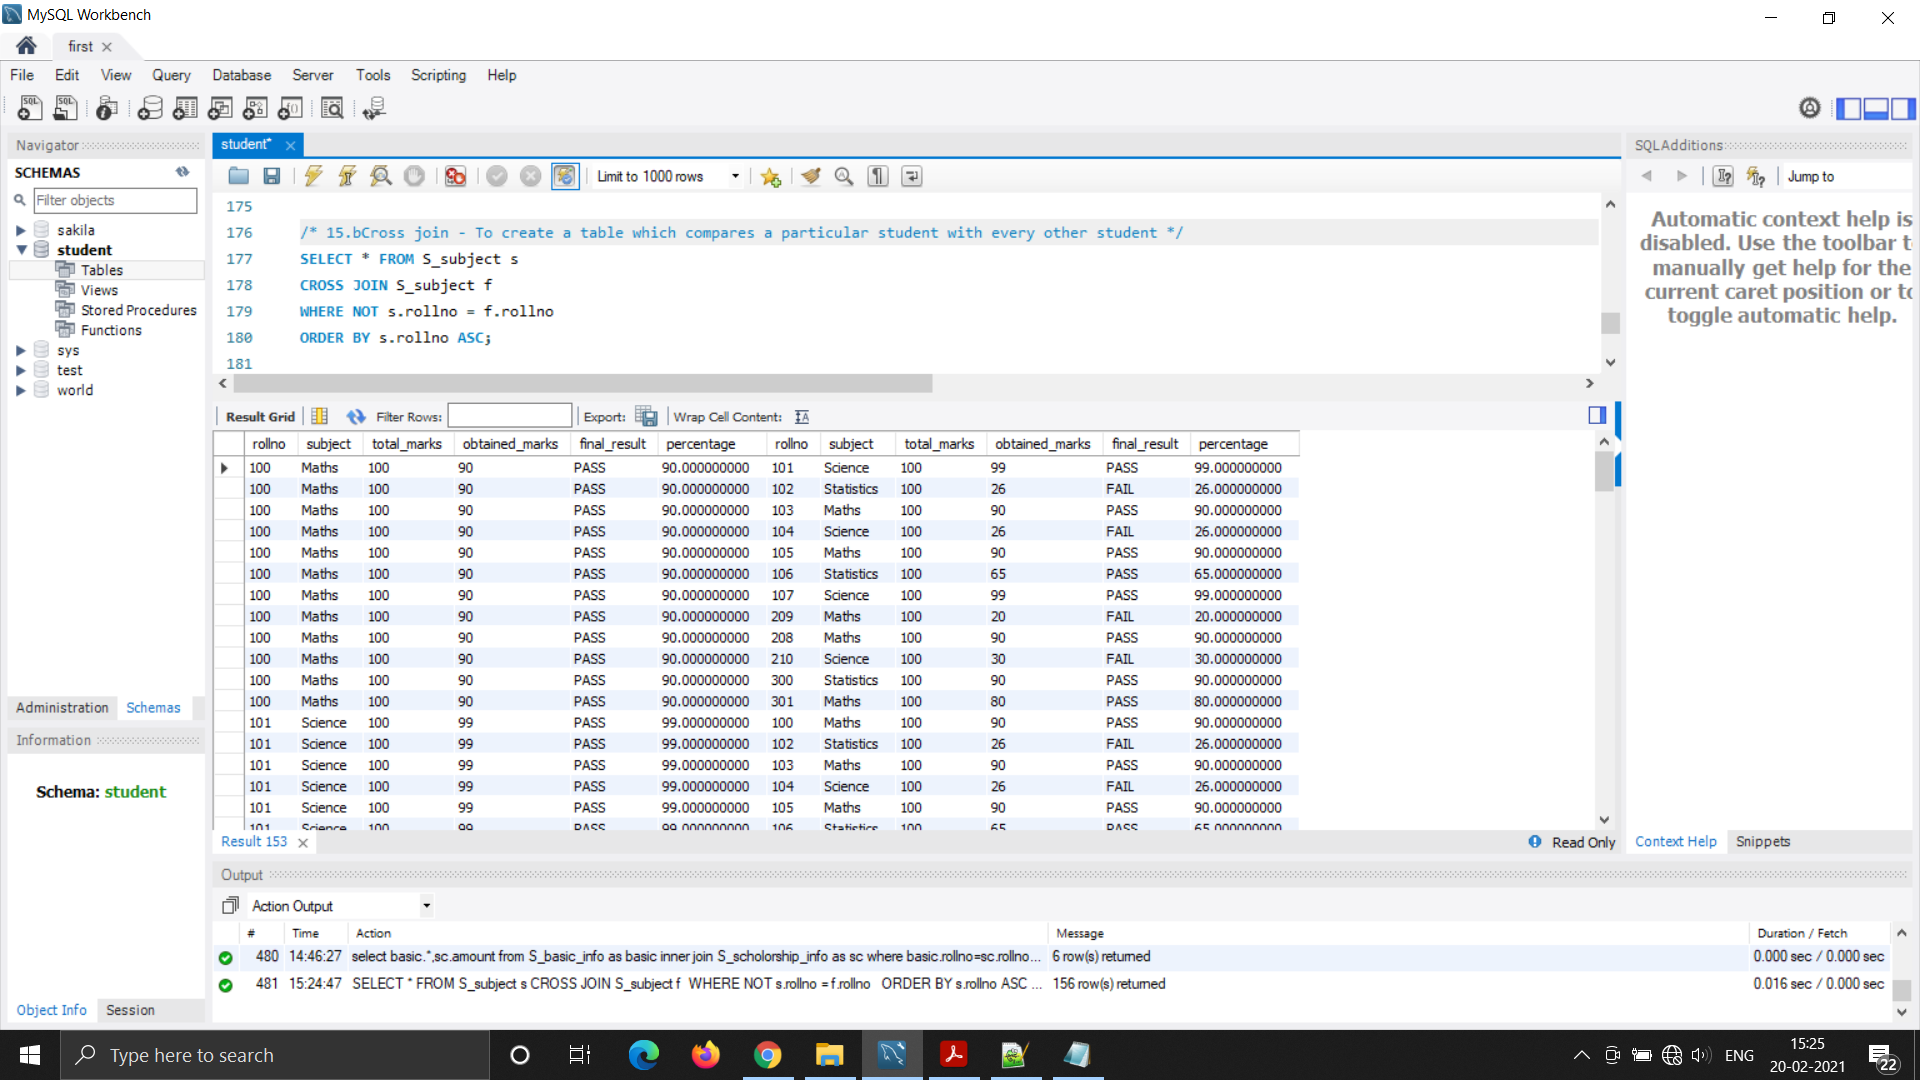 MySQL Workbench
first
File Edit View Query Database Server Tools Scripting Help
Navigator
SCHEMAS
Filter objects
sakila
student
Tables
Views
Stored Procedures
Functions
sys
test
world
Administration Schemas
Information
Schema: student
Object Info Session
student*
Limit to 1000 rows
175
176 /* 15.bCross join - To create a table which compares a particular student with every other student */
177 SELECT * FROM S_subject s
178 CROSS JOIN S_subject f
179 WHERE NOT s.rollno = f.rollno
180 ORDER BY s.rollno ASC;
181
Result Grid Filter Rows: Export: Wrap Cell Content:
rollno subject total_marks obtained_marks final_result percentage rollno subject total_marks obtained_marks final_result percentage
100 Maths 100 90 PASS 90.000000000 101 Science 100 99 PASS 99.000000000
100 Maths 100 90 PASS 90.000000000 102 Statistics 100 26 FAIL 26.000000000
100 Maths 100 90 PASS 90.000000000 103 Maths 100 90 PASS 90.000000000
100 Maths 100 90 PASS 90.000000000 104 Science 100 26 FAIL 26.000000000
100 Maths 100 90 PASS 90.000000000 105 Maths 100 90 PASS 90.000000000
100 Maths 100 90 PASS 90.000000000 106 Statistics 100 65 PASS 65.000000000
100 Maths 100 90 PASS 90.000000000 107 Science 100 99 PASS 99.000000000
100 Maths 100 90 PASS 90.000000000 209 Maths 100 20 FAIL 20.000000000
100 Maths 100 90 PASS 90.000000000 208 Maths 100 90 PASS 90.000000000
100 Maths 100 90 PASS 90.000000000 210 Science 100 30 FAIL 30.000000000
100 Maths 100 90 PASS 90.000000000 300 Statistics 100 90 PASS 90.000000000
100 Maths 100 90 PASS 90.000000000 301 Maths 100 80 PASS 80.000000000
101 Science 100 99 PASS 99.000000000 100 Maths 100 90 PASS 90.000000000
101 Science 100 99 PASS 99.000000000 102 Statistics 100 26 FAIL 26.000000000
101 Science 100 99 PASS 99.000000000 103 Maths 100 90 PASS 90.000000000
101 Science 100 99 PASS 99.000000000 104 Science 100 26 FAIL 26.000000000
101 Science 100 99 PASS 99.000000000 105 Maths 100 90 PASS 90.000000000
101 Science 100 99 PASS 99.000000000 106 Statistics 100 65 PASS 65.000000000
Result 153
Read Only
SQLAdditions
Jump to
Automatic context help is
disabled. Use the toolbar t
manually get help for the
current caret position or to
toggle automatic help.
Context Help Snippets
Output
Action Output
# Time Action Message Duration / Fetch
480 14:46:27 select basic.*,sc.amount from S_basic_info as basic inner join S_scholorship_info as sc where basic.rollno=sc.rollno... 6 row(s) returned 0.000 sec / 0.000 sec
481 15:24:47 SELECT * FROM S_subject s CROSS JOIN S_subject f WHERE NOT s.rollno = f.rollno ORDER BY s.rollno ASC ... 156 row(s) returned 0.016 sec / 0.000 sec
Type here to search
ENG
15:25
20-02-2021
22